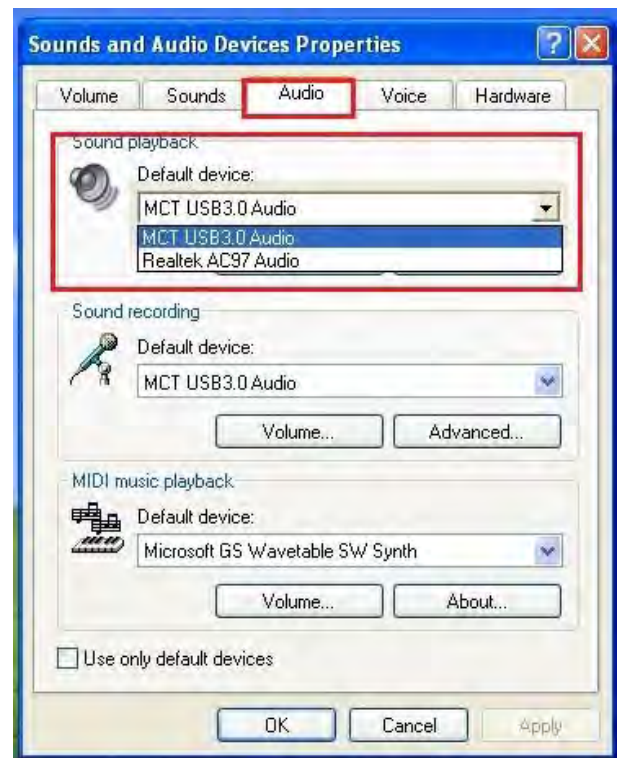 Sounds and Audio Devices Properties
Volume Sounds Audio Voice Hardware
Sound playback
Default device:
MCT USB3.0 Audio
MCT USB3.0 Audio
Realtek AC97 Audio
Sound recording
Default device:
MCT USB3.0 Audio
Volume... Advanced...
MIDI music playback
Default device:
Microsoft GS Wavetable SW Synth
Volume... About...
Use only default devices
OK Cancel Apply